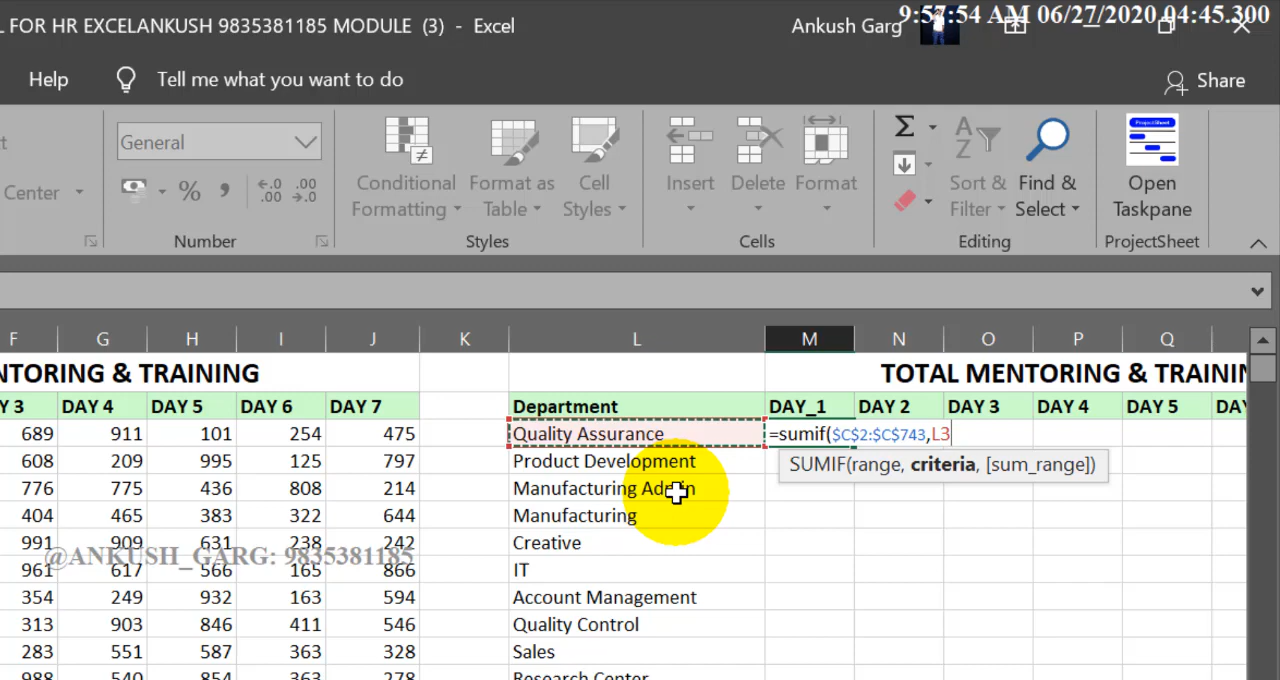 L FOR HR EXCELANKUSH 9835381185 MODULE (3) - Excel
Ankush Garg
9:57:54 AM 06/27/2020 04:45.300
Help
Tell me what you want to do
Share
General
Center
% 
Conditional Formatting
Format as Table
Cell Styles
Insert
Delete
Format
Sort & Filter
Find & Select
Open Taskpane
Number
Styles
Cells
Editing
ProjectSheet
F G H I J K L M N O P Q
NTORING & TRAINING
TOTAL MENTORING & TRAININ
Y 3 DAY 4 DAY 5 DAY 6 DAY 7 Department DAY_1 DAY 2 DAY 3 DAY 4 DAY 5 DAY
689 911 101 254 475 Quality Assurance =sumif($C$2:$C$743,L3
608 209 995 125 797 Product Development SUMIF(range, criteria, [sum_range])
776 775 436 808 214 Manufacturing Admin
404 465 383 322 644 Manufacturing
991 909 631 238 242 Creative
@ANKUSH_GARG: 9835381185
961 617 566 165 866 IT
354 249 932 163 594 Account Management
313 903 846 411 546 Quality Control
283 551 587 363 328 Sales
988 540 854 363 278 Research Center